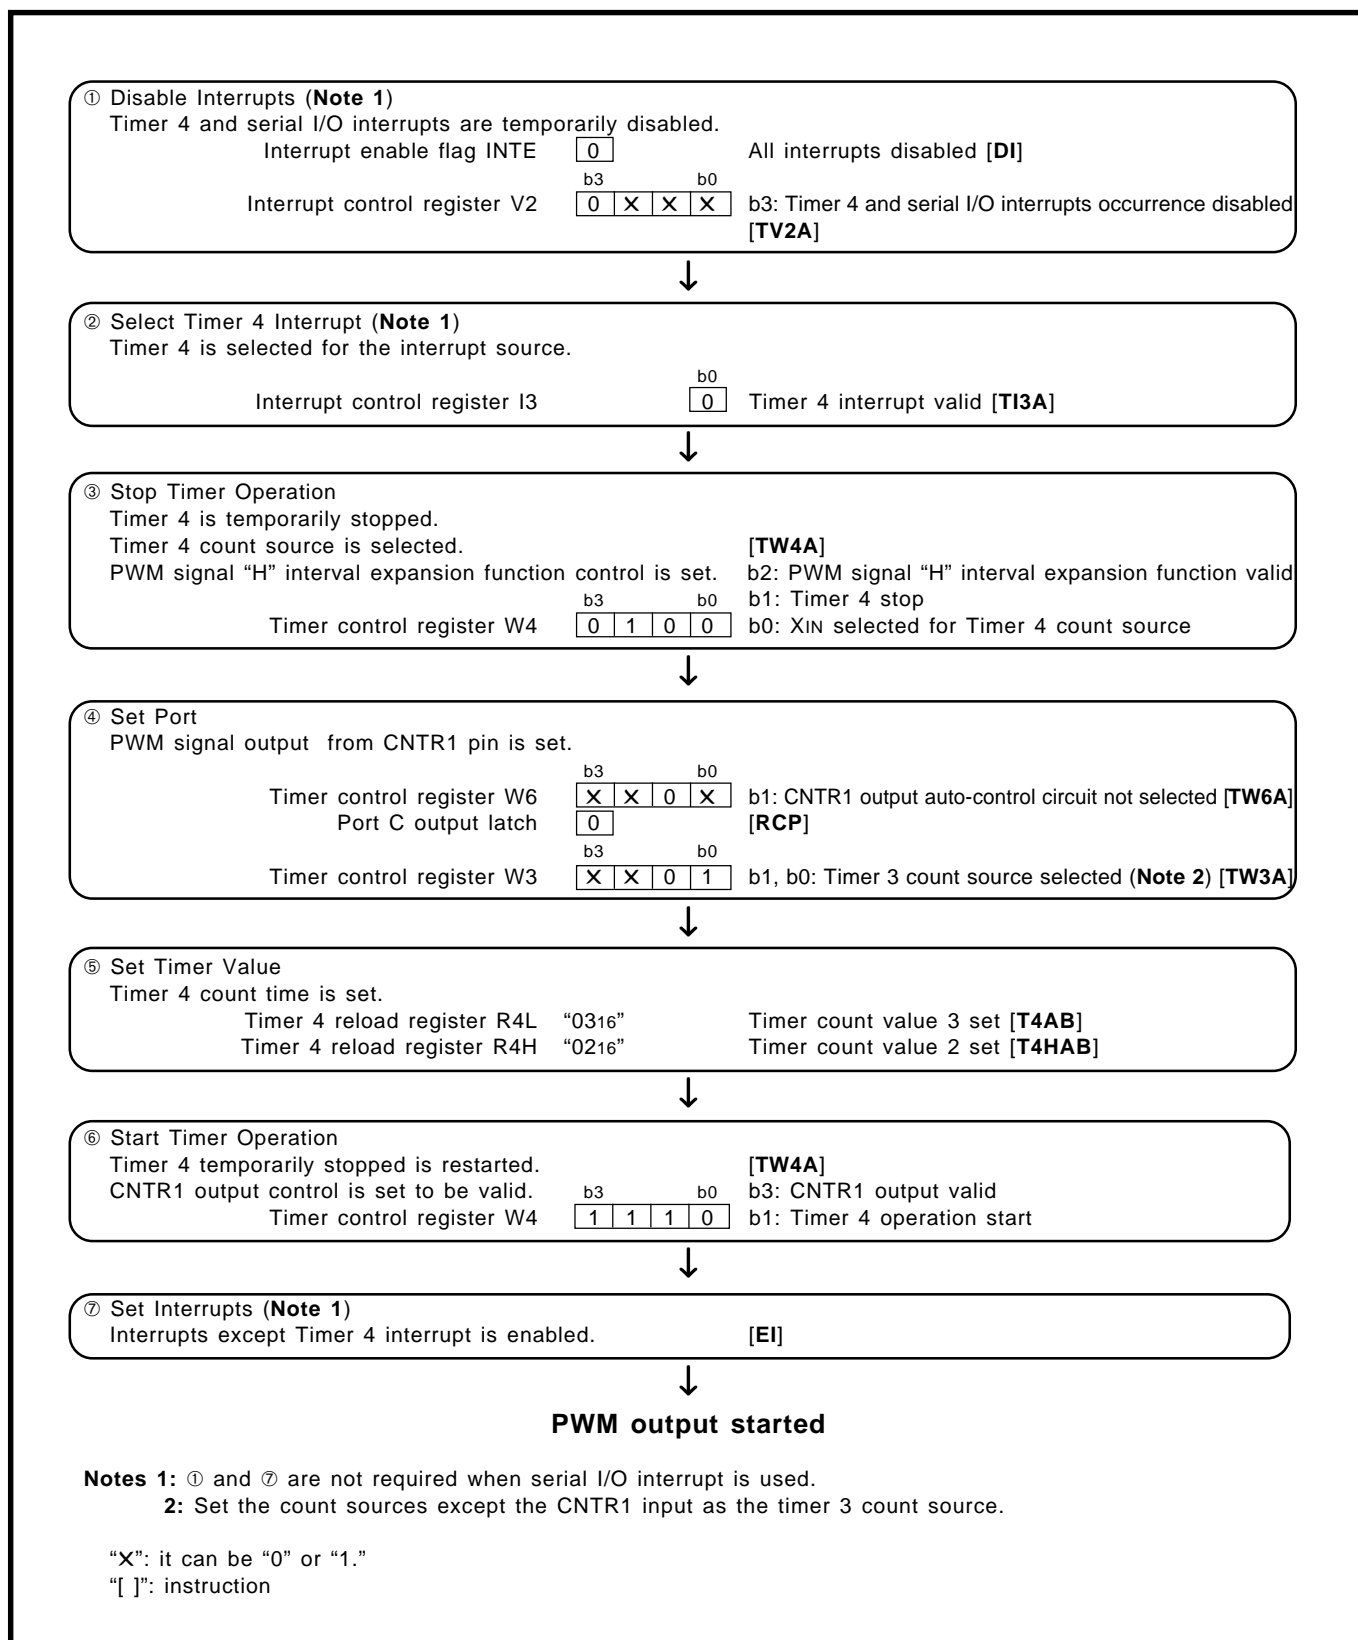 ① Disable Interrupts (Note 1)
Timer 4 and serial I/O interrupts are temporarily disabled.
Interrupt enable flag INTE 0 All interrupts disabled [DI]
b3 b0
Interrupt control register V2 0 ✕ ✕ ✕ b3: Timer 4 and serial I/O interrupts occurrence disabled
[TV2A]
↓
② Select Timer 4 Interrupt (Note 1)
Timer 4 is selected for the interrupt source.
b0
Interrupt control register I3 0 Timer 4 interrupt valid [TI3A]
↓
③ Stop Timer Operation
Timer 4 is temporarily stopped.
Timer 4 count source is selected. [TW4A]
PWM signal “H” interval expansion function control is set. b2: PWM signal “H” interval expansion function valid
b3 b0 b1: Timer 4 stop
Timer control register W4 0 1 0 0 b0: XIN selected for Timer 4 count source
↓
④ Set Port
PWM signal output from CNTR1 pin is set.
b3 b0
Timer control register W6 ✕ ✕ 0 ✕ b1: CNTR1 output auto-control circuit not selected [TW6A]
Port C output latch 0 [RCP]
b3 b0
Timer control register W3 ✕ ✕ 0 1 b1, b0: Timer 3 count source selected (Note 2) [TW3A]
↓
⑤ Set Timer Value
Timer 4 count time is set.
Timer 4 reload register R4L “0316” Timer count value 3 set [T4AB]
Timer 4 reload register R4H “0216” Timer count value 2 set [T4HAB]
↓
⑥ Start Timer Operation
Timer 4 temporarily stopped is restarted. [TW4A]
CNTR1 output control is set to be valid. b3 b0 b3: CNTR1 output valid
Timer control register W4 1 1 1 0 b1: Timer 4 operation start
↓
⑦ Set Interrupts (Note 1)
Interrupts except Timer 4 interrupt is enabled. [EI]
↓
PWM output started
Notes 1: ① and ⑦ are not required when serial I/O interrupt is used.
2: Set the count sources except the CNTR1 input as the timer 3 count source.
“✕”: it can be “0” or “1.”
“[ ]”: instruction